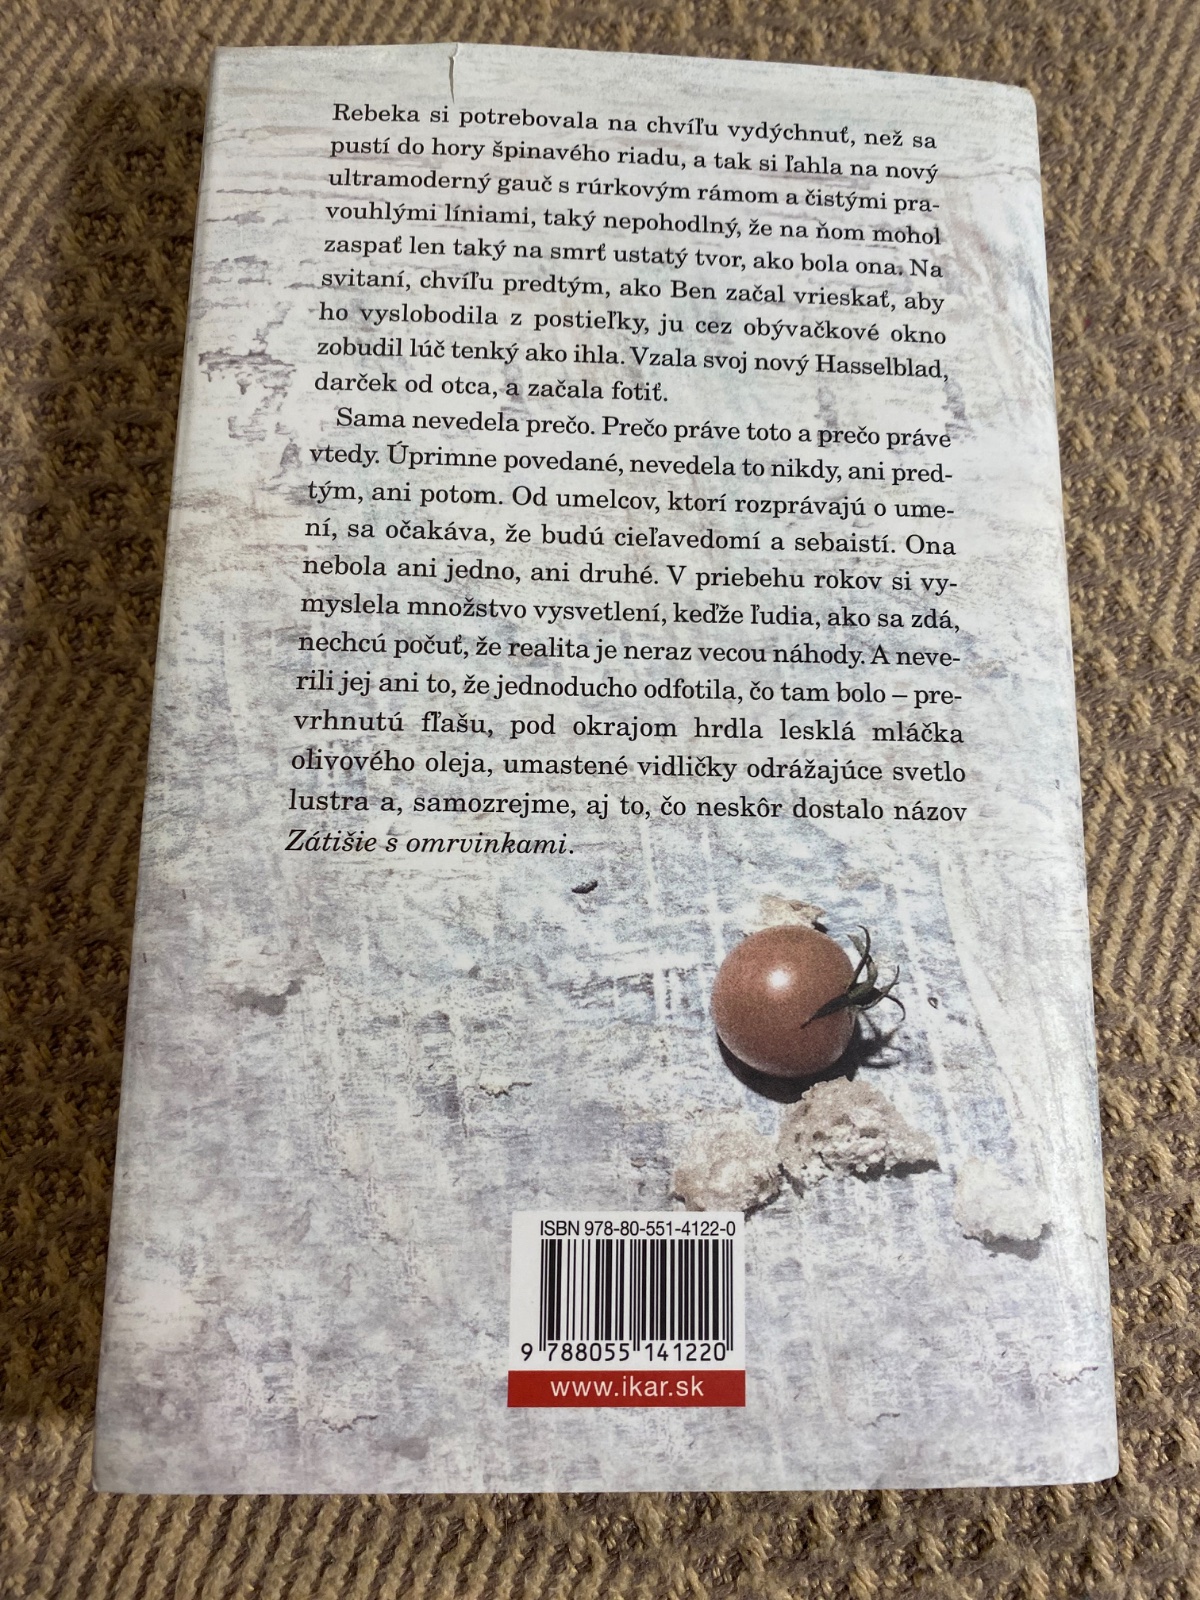 Rebeka si potrebovala na chvíľu vydýchnuť, než sa
pustí do hory špinavého riadu, a tak si ľahla na nový
ultramoderný gauč s rúrkovým rámom a čistými pra-
vouhlými líniami, taký nepohodlný, že na ňom mohol
zaspať len taký na smrť ustatý tvor, ako bola ona. Na
svitaní, chvíľu predtým, ako Ben začal vrieskať, aby
ho vyslobodila z postieľky, ju cez obývačkové okno
zobudil lúč tenký ako ihla. Vzala svoj nový Hasselblad,
darček od otca, a začala fotiť.
Sama nevedela prečo. Prečo práve toto a prečo práve
vtedy. Úprimne povedané, nevedela to nikdy, ani pred-
tým, ani potom. Od umelcov, ktorí rozprávajú o ume-
ní, sa očakáva, že budú cieľavedomí a sebaistí. Ona
nebola ani jedno, ani druhé. V priebehu rokov si vy-
myslela množstvo vysvetlení, keďže ľudia, ako sa zdá,
nechcú počuť, že realita je neraz vecou náhody. A neve-
rili jej ani to, že jednoducho odfotila, čo tam bolo – pre-
vrhnutú fľašu, pod okrajom hrdla lesklá mláčka
olivového oleja, umastené vidličky odrážajúce svetlo
lustra a, samozrejme, aj to, čo neskôr dostalo názov
Zátišie s omrvinkami.
ISBN 978-80-551-4122-0
9 788055 141220
www.ikar.sk